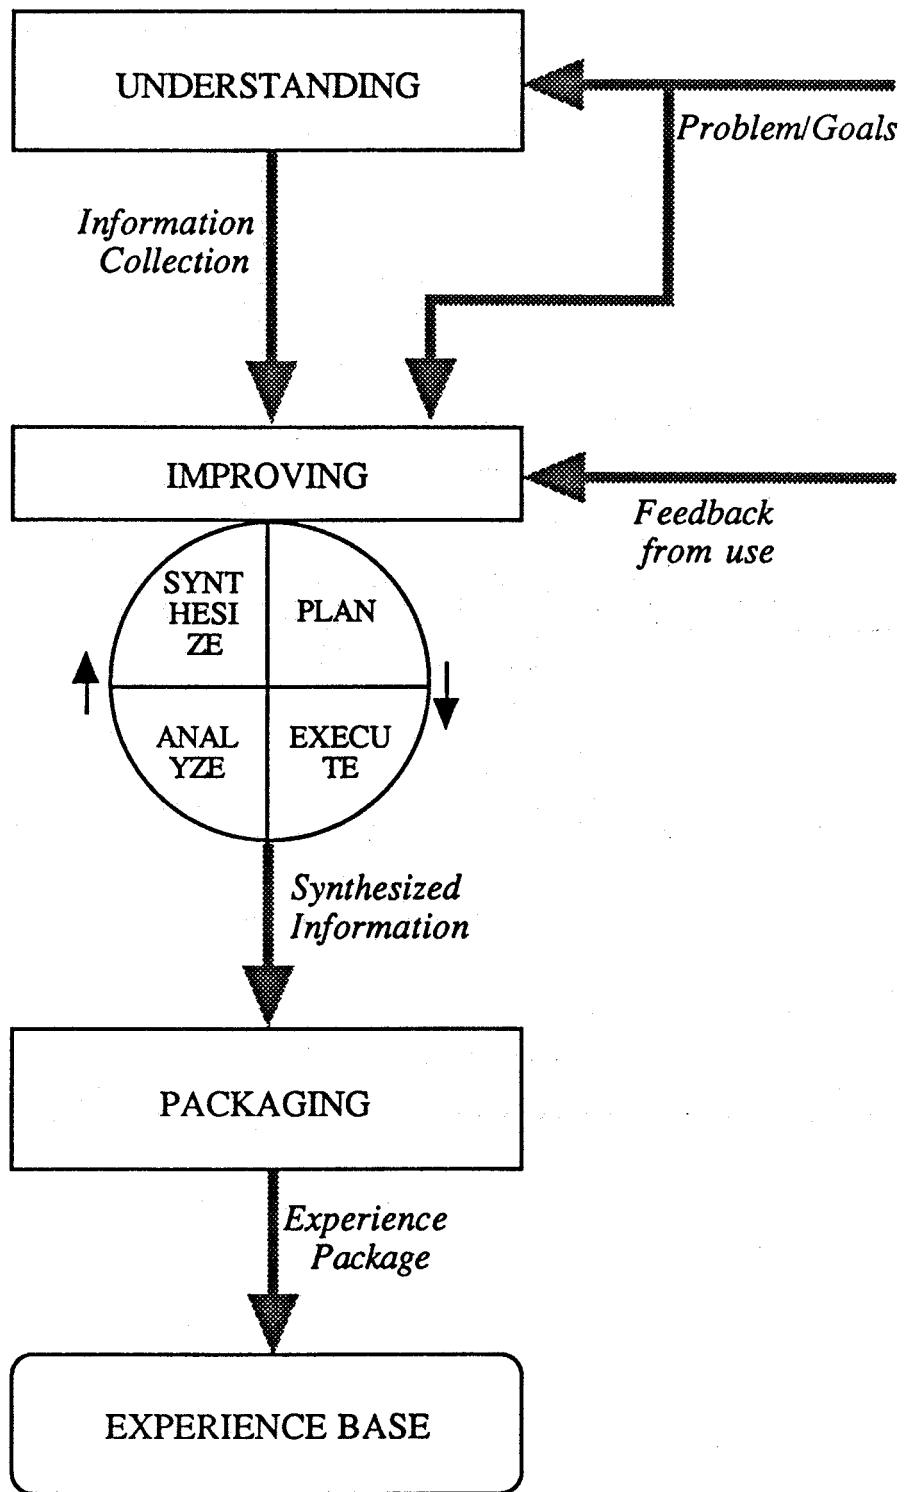 UNDERSTANDING
Problem/Goals
Information
Collection
IMPROVING
Feedback
from use
SYNT
HESI
ZE
PLAN
ANAL
YZE
EXECU
TE
Synthesized
Information
PACKAGING
Experience
Package
EXPERIENCE BASE